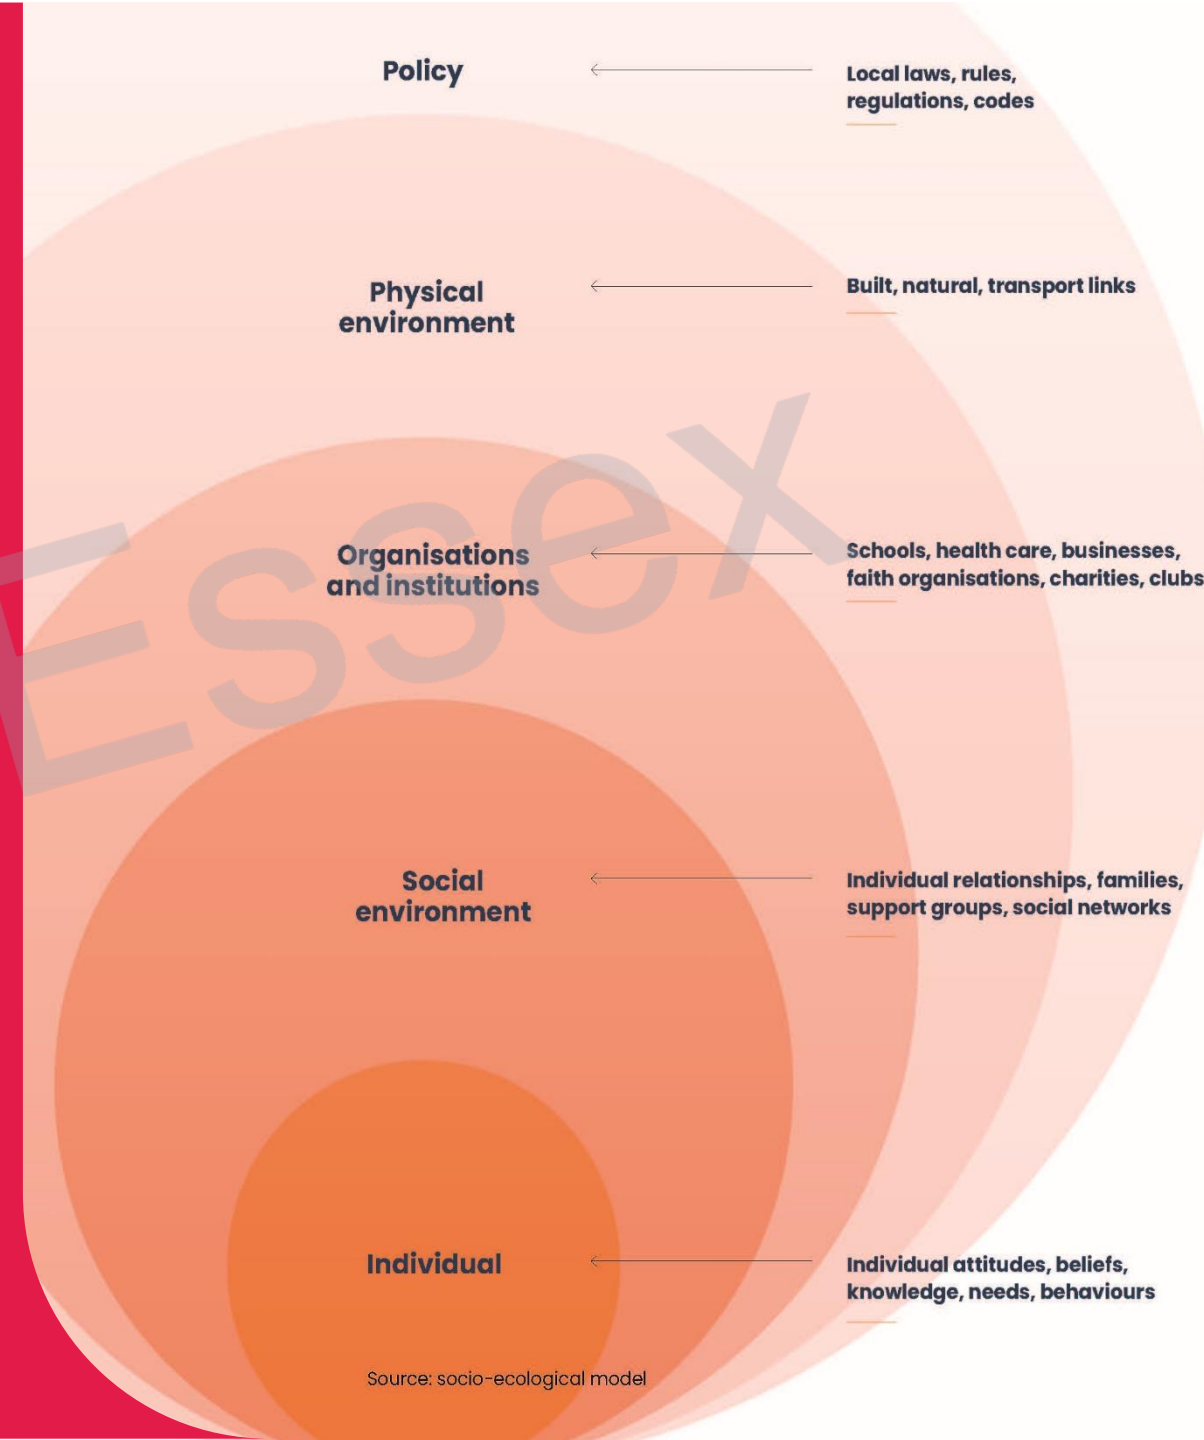 Policy
Local laws, rules,
regulations, codes
Physical
environment
Built, natural, transport links
Essex
Organisations
and institutions
Schools, health care, businesses,
faith organisations, charities, clubs
Social
environment
Individual relationships, families,
support groups, social networks
Individual
Individual attitudes, beliefs,
knowledge, needs, behaviours
Source: socio-ecological model